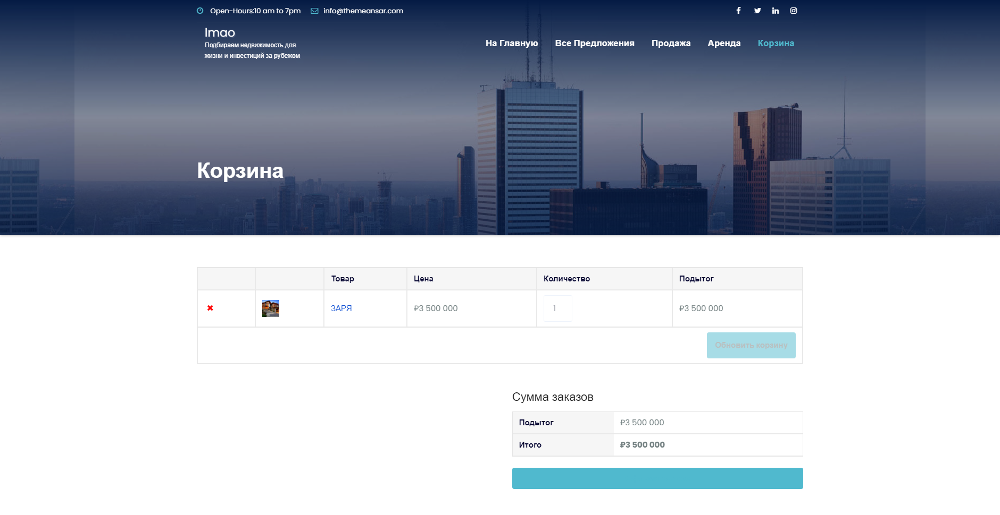 Open-Hours:10 am to 7pm info@themeansar.com
lmao
Подбираем недвижимость для
жизни и инвестиций за рубежом
На Главную Все Предложения Продажа Аренда Корзина
Корзина
Товар Цена Количество Подытог
ЗАРЯ ₽3 500 000 1 ₽3 500 000
Обновить корзину
Сумма заказов
Подытог ₽3 500 000
Итого ₽3 500 000